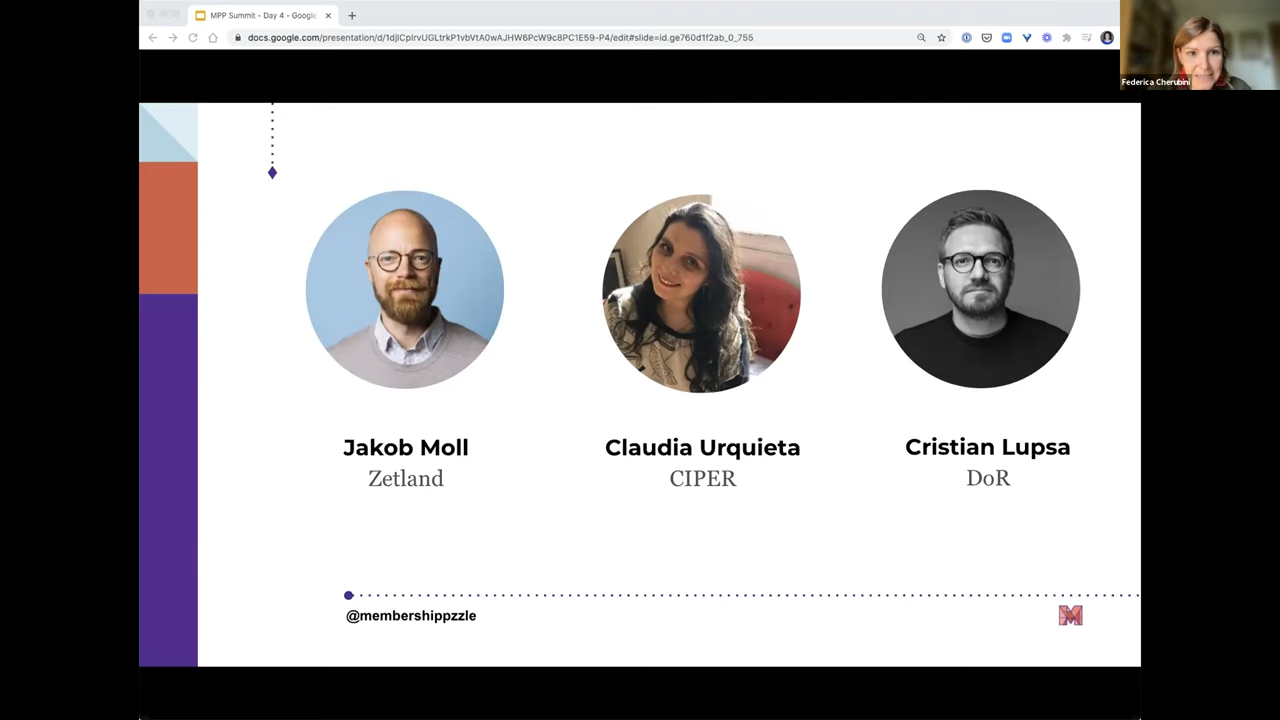 MPP Summit - Day 4 - Google
docs.google.com/presentation/d/1djlCplrvUGLtrkP1vbVtA0wAJHW6PcW9c8PC1E59-P4/edit#slide=id.ge760d1f2ab_0_755
Federica Cherubini
Jakob Moll
Zetland
Claudia Urquieta
CIPER
Cristian Lupsa
DoR
@membershippzzle
M